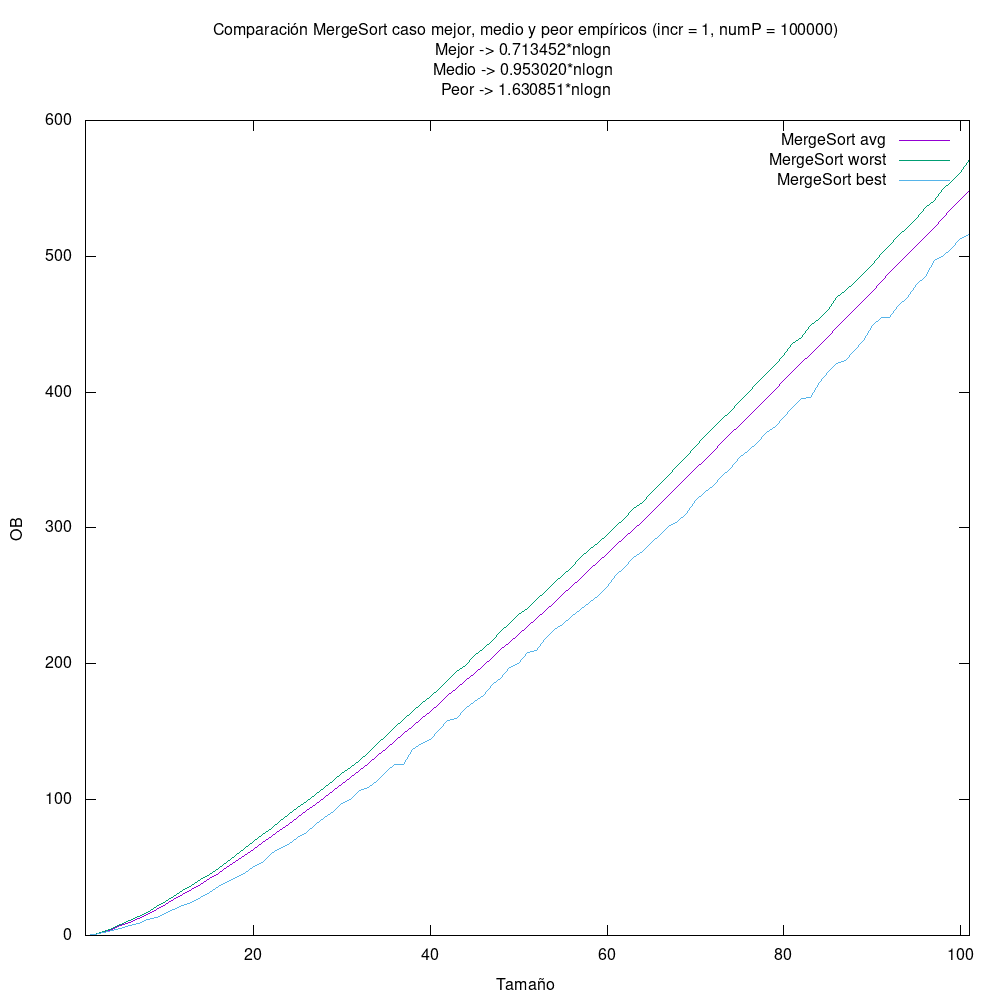 Comparación MergeSort caso mejor, medio y peor empíricos (incr = 1, numP = 100000)
Mejor -> 0.713452*nlogn
Medio -> 0.953020*nlogn
Peor -> 1.630851*nlogn
MergeSort avg
MergeSort worst
MergeSort best
600
500
400
300
200
100
0
OB
20 40 60 80 100
Tamaño